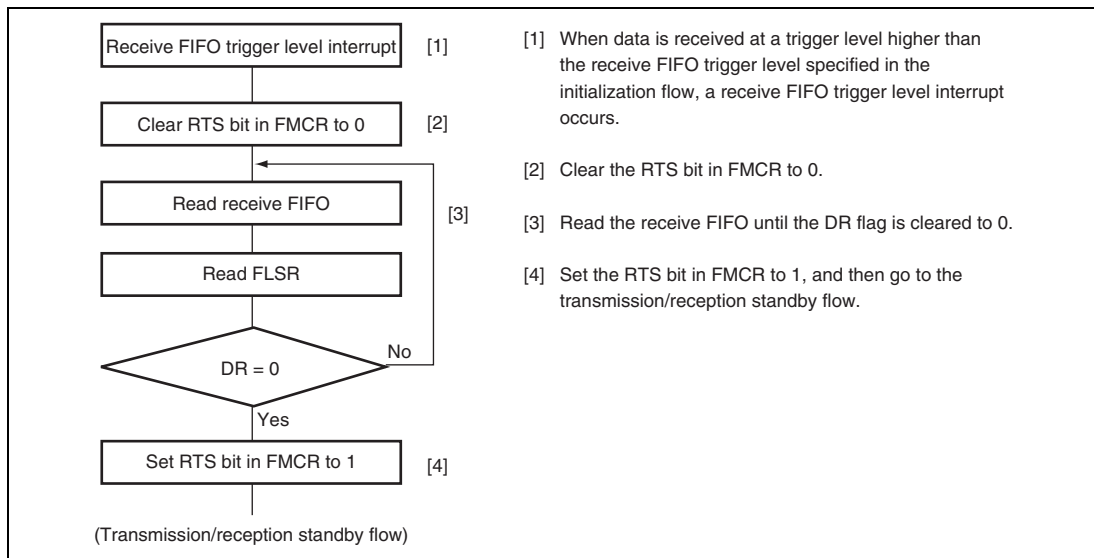 Receive FIFO trigger level interrupt
[1]
Clear RTS bit in FMCR to 0
[2]
Read receive FIFO
[3]
Read FLSR
DR = 0
No
Yes
Set RTS bit in FMCR to 1
[4]
(Transmission/reception standby flow)
[1] When data is received at a trigger level higher than
the receive FIFO trigger level specified in the
initialization flow, a receive FIFO trigger level interrupt
occurs.
[2] Clear the RTS bit in FMCR to 0.
[3] Read the receive FIFO until the DR flag is cleared to 0.
[4] Set the RTS bit in FMCR to 1, and then go to the
transmission/reception standby flow.